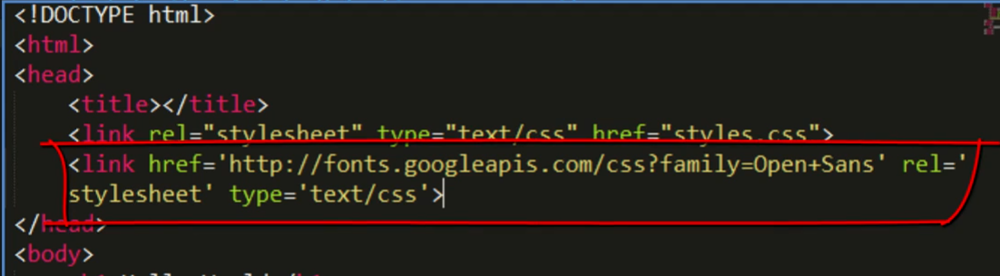 <!DOCTYPE html>
<html>
<head>
<title></title>
<link rel="stylesheet" type="text/css" href="styles.css">
<link href='http://fonts.googleapis.com/css?family=Open+Sans' rel='
stylesheet' type='text/css'>
</head>
<body>